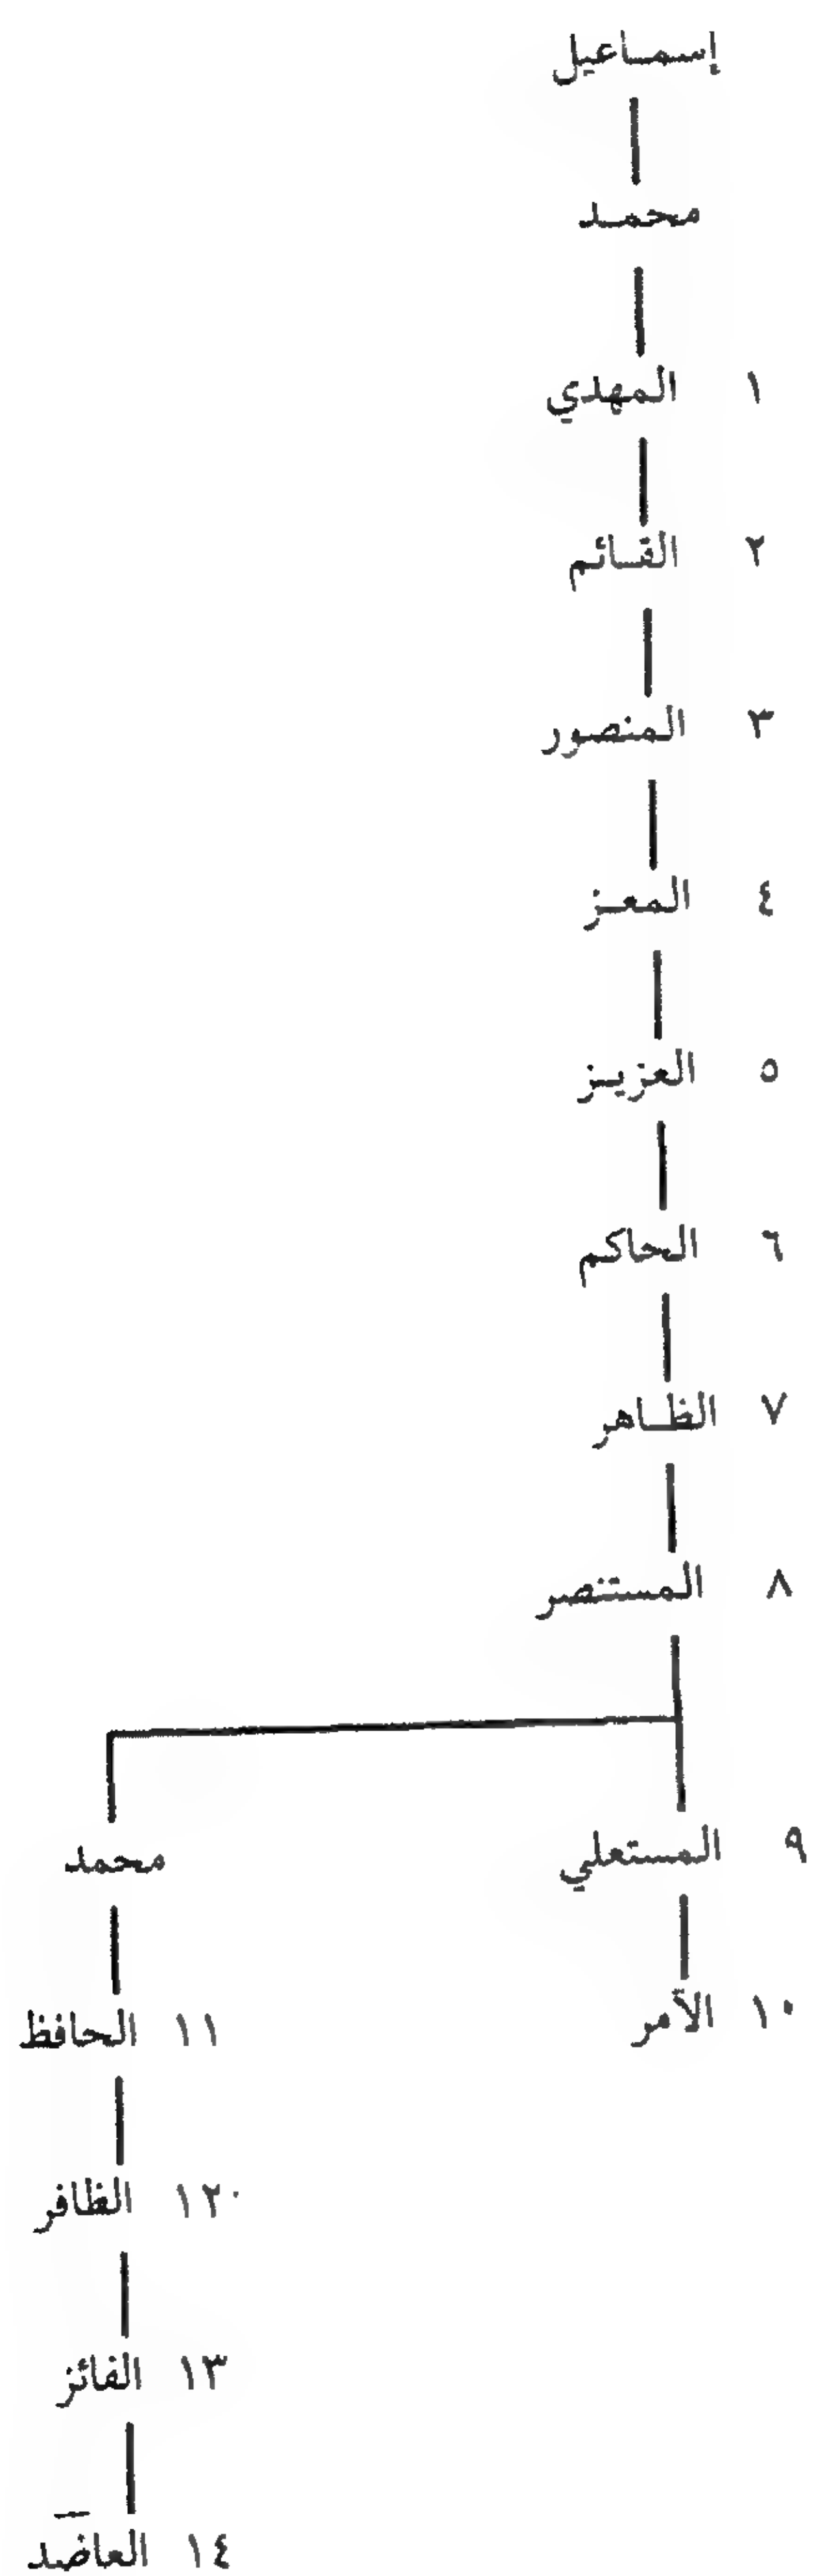 إسماعيل
محمد
١ المهدي
٢ القائم
٣ المنصور
٤ المعز
٥ العزيز
٦ الحاكم
٧ الظاهر
٨ المستنصر
٩ المستعلي
محمد
١٠ الآمر
١١ الحافظ
١٢ الظافر
١٣ الفائز
١٤ العاضد